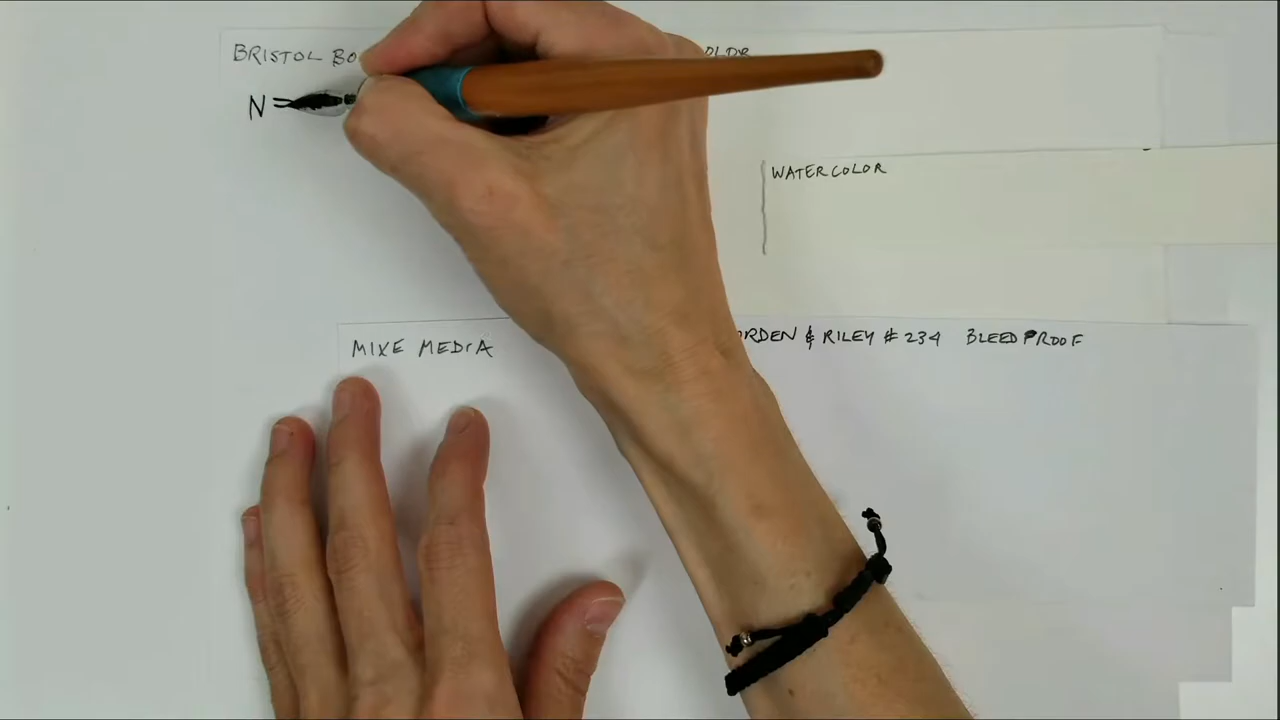 BRISTOL BO
OLOR
N
WATERCOLOR
MIXE MEDIA
ORDEN & RILEY # 234 BLEEDPROOF